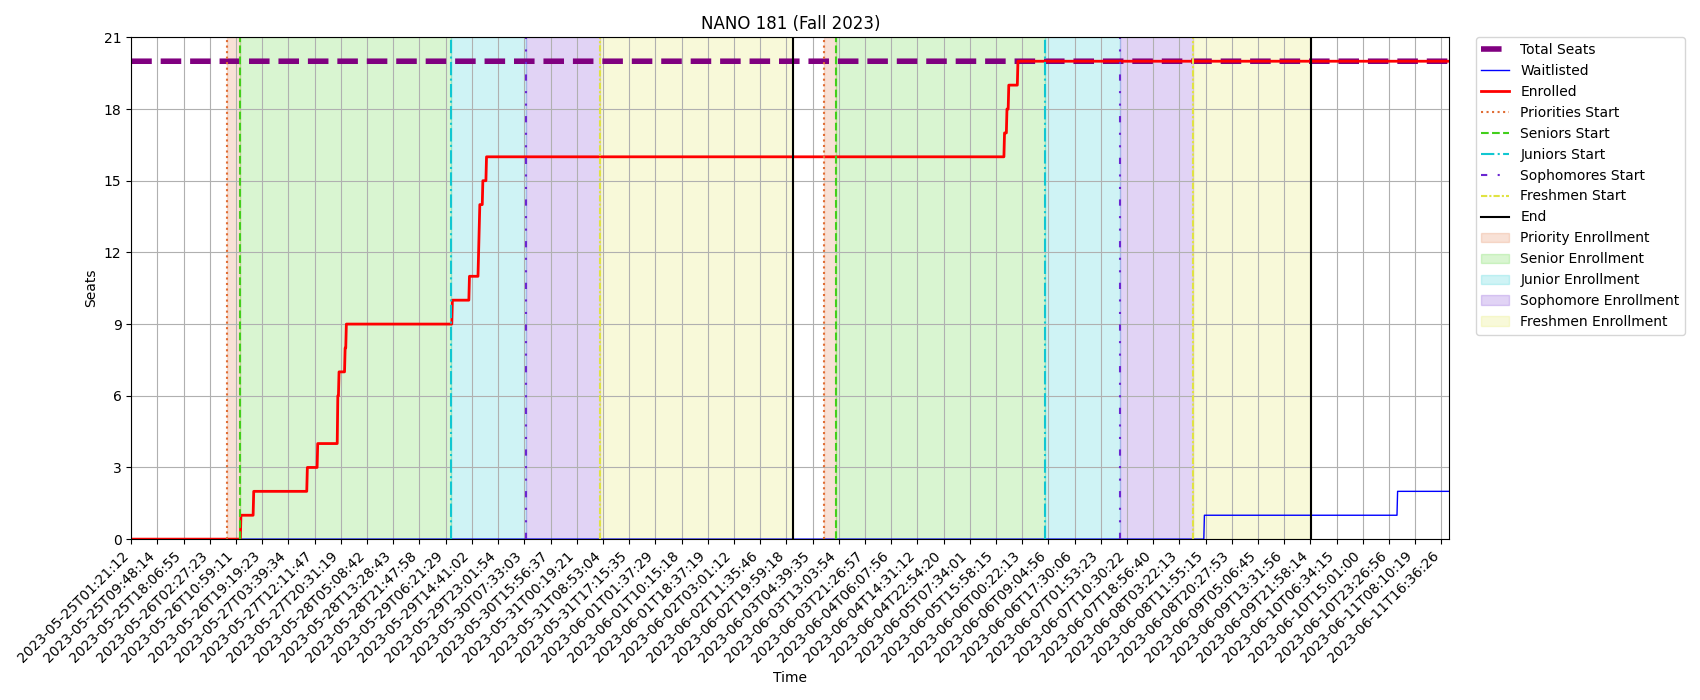 NANO 181 (Fall 2023)
21
18
15
12
9
6
3
0
Seats
2023-05-25T01:21:12
2023-05-25T09:48:14
2023-05-25T18:06:55
2023-05-26T02:27:23
2023-05-26T10:59:11
2023-05-26T19:19:23
2023-05-27T03:39:34
2023-05-27T12:11:47
2023-05-27T20:31:19
2023-05-28T05:08:42
2023-05-28T13:28:43
2023-05-28T21:47:58
2023-05-29T06:21:29
2023-05-29T14:41:02
2023-05-29T23:01:54
2023-05-30T07:33:03
2023-05-30T15:56:37
2023-05-31T00:19:21
2023-05-31T08:53:04
2023-05-31T17:15:35
2023-06-01T01:37:29
2023-06-01T10:15:18
2023-06-01T18:37:19
2023-06-02T03:01:12
2023-06-02T11:35:46
2023-06-02T19:59:18
2023-06-03T04:39:35
2023-06-03T13:03:54
2023-06-03T21:26:57
2023-06-04T06:07:56
2023-06-04T14:31:12
2023-06-04T22:54:20
2023-06-05T07:34:01
2023-06-05T15:58:15
2023-06-06T00:22:13
2023-06-06T09:04:56
2023-06-06T17:30:06
2023-06-07T01:53:23
2023-06-07T10:30:22
2023-06-07T18:56:40
2023-06-08T03:22:13
2023-06-08T11:55:15
2023-06-08T20:27:53
2023-06-09T05:06:45
2023-06-09T13:31:56
2023-06-09T21:58:14
2023-06-10T06:34:15
2023-06-10T15:01:00
2023-06-10T23:26:56
2023-06-11T08:10:19
2023-06-11T16:36:26
Time
Total Seats
Waitlisted
Enrolled
Priorities Start
Seniors Start
Juniors Start
Sophomores Start
Freshmen Start
End
Priority Enrollment
Senior Enrollment
Junior Enrollment
Sophomore Enrollment
Freshmen Enrollment